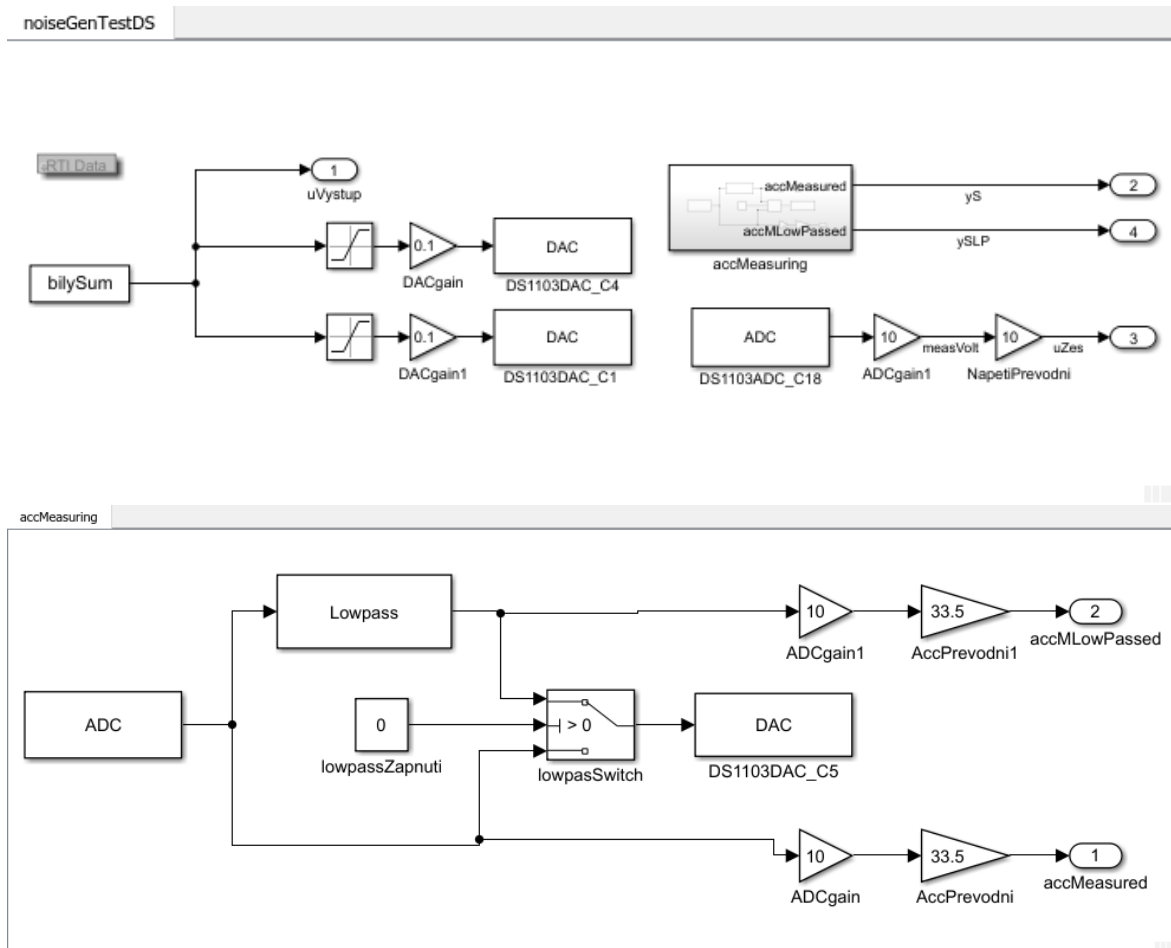 noiseGenTestDS
RTI Data
1
uVystup
bilySum
0.1
DACgain
DAC
DS1103DAC_C4
0.1
DACgain1
DAC
DS1103DAC_C1
accMeasured
accMLowPassed
accMeasuring
yS
2
ySLP
4
ADC
DS1103ADC_C18
10
ADCgain1
measVolt
10
NapetiPrevodni
uZes
3
accMeasuring
Lowpass
10
ADCgain1
33.5
AccPrevodni1
2
accMLowPassed
ADC
0
lowpassZapnuti
> 0
lowpasSwitch
DAC
DS1103DAC_C5
10
ADCgain
33.5
AccPrevodni
1
accMeasured